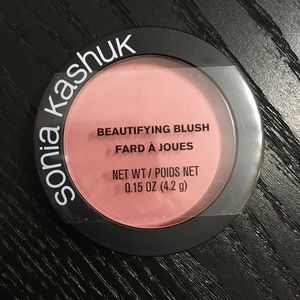 sonia kashuk
BEAUTIFYING BLUSH
FARD À JOUES
NET WT/ POIDS NET
0.15 OZ (4.2 g)